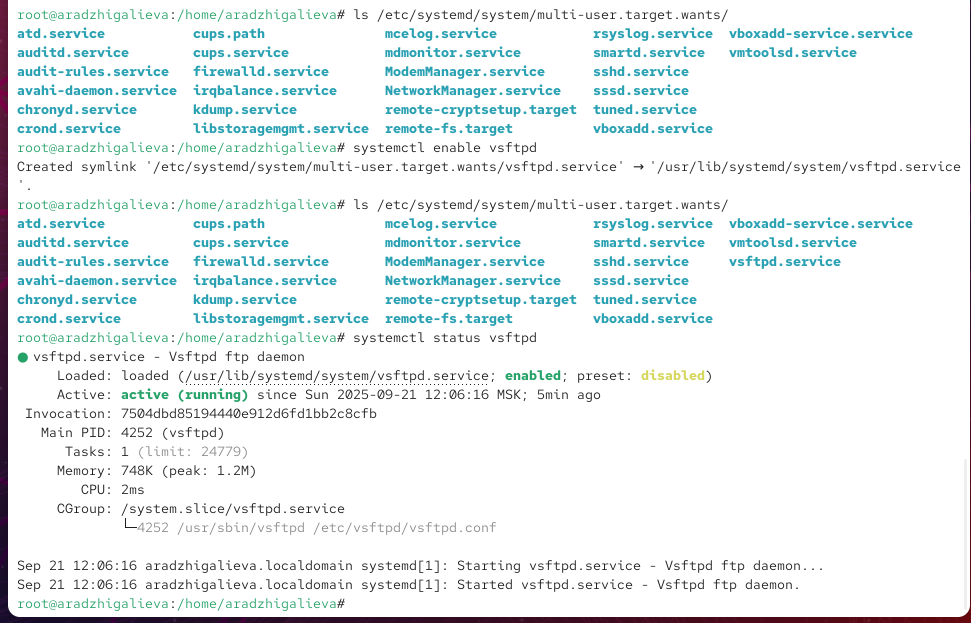 root@aradzhigalieva:/home/aradzhigalieva# ls /etc/systemd/system/multi-user.target.wants/
atd.service cups.path mcelog.service rsyslog.service vboxadd-service.service
auditd.service cups.service mdmonitor.service smartd.service vmtoolsd.service
audit-rules.service firewalld.service ModemManager.service sshd.service
avahi-daemon.service irqbalance.service NetworkManager.service sssd.service
chronyd.service kdump.service remote-cryptsetup.target tuned.service
crond.service libstoragemgmt.service remote-fs.target vboxadd.service
root@aradzhigalieva:/home/aradzhigalieva# systemctl enable vsftpd
Created symlink '/etc/systemd/system/multi-user.target.wants/vsftpd.service' → '/usr/lib/systemd/system/vsftpd.service
'.
root@aradzhigalieva:/home/aradzhigalieva# ls /etc/systemd/system/multi-user.target.wants/
atd.service cups.path mcelog.service rsyslog.service vboxadd-service.service
auditd.service cups.service mdmonitor.service smartd.service vmtoolsd.service
audit-rules.service firewalld.service ModemManager.service sshd.service vsftpd.service
avahi-daemon.service irqbalance.service NetworkManager.service sssd.service
chronyd.service kdump.service remote-cryptsetup.target tuned.service
crond.service libstoragemgmt.service remote-fs.target vboxadd.service
root@aradzhigalieva:/home/aradzhigalieva# systemctl status vsftpd
● vsftpd.service - Vsftpd ftp daemon
Loaded: loaded (/usr/lib/systemd/system/vsftpd.service; enabled; preset: disabled)
Active: active (running) since Sun 2025-09-21 12:06:16 MSK; 5min ago
Invocation: 7504dbd85194440e912d6fd1bb2c8cfb
Main PID: 4252 (vsftpd)
Tasks: 1 (limit: 24779)
Memory: 748K (peak: 1.2M)
CPU: 2ms
CGroup: /system.slice/vsftpd.service
└─4252 /usr/sbin/vsftpd /etc/vsftpd/vsftpd.conf
Sep 21 12:06:16 aradzhigalieva.localdomain systemd[1]: Starting vsftpd.service - Vsftpd ftp daemon...
Sep 21 12:06:16 aradzhigalieva.localdomain systemd[1]: Started vsftpd.service - Vsftpd ftp daemon.
root@aradzhigalieva:/home/aradzhigalieva#